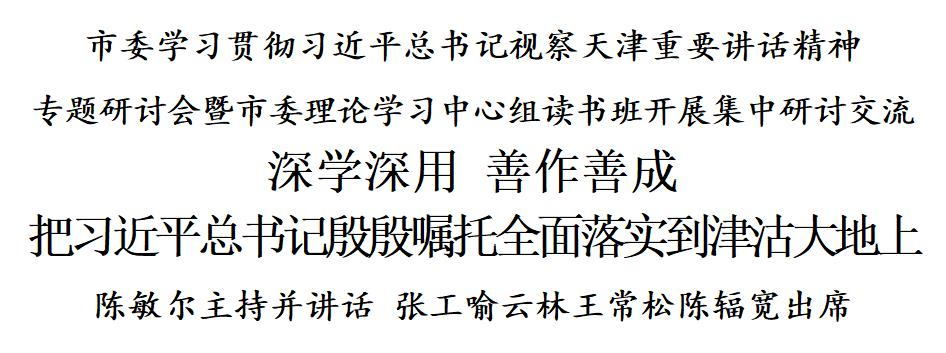 市委学习贯彻习近平总书记视察天津重要讲话精神
专题研讨会暨市委理论学习中心组读书班开展集中研讨交流
深学深用 善作善成
把习近平总书记殷殷嘱托全面落实到津沽大地上
陈敏尔主持并讲话 张工喻云林王常松陈辐宽出席